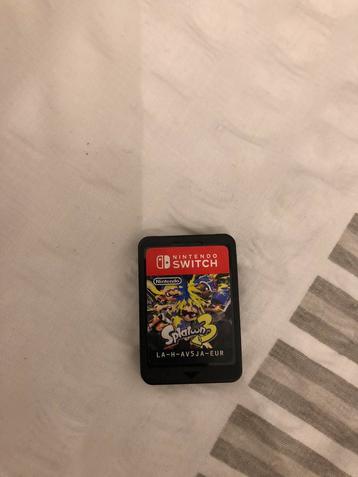 NINTENDO
SWITCH
Nintendo
Splatoon 3
LA-H-AV5JA-EUR